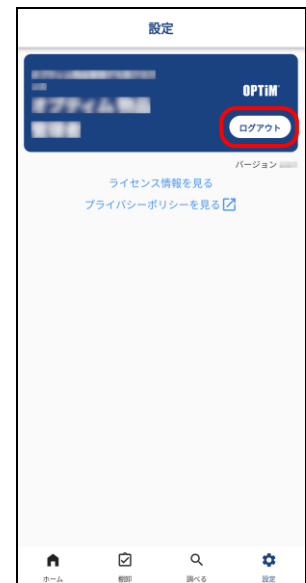 設定
OPTiM
ログアウト
バージョン
ライセンス情報を見る
プライバシーポリシーを見る
ホーム
棚卸
調べる
設定